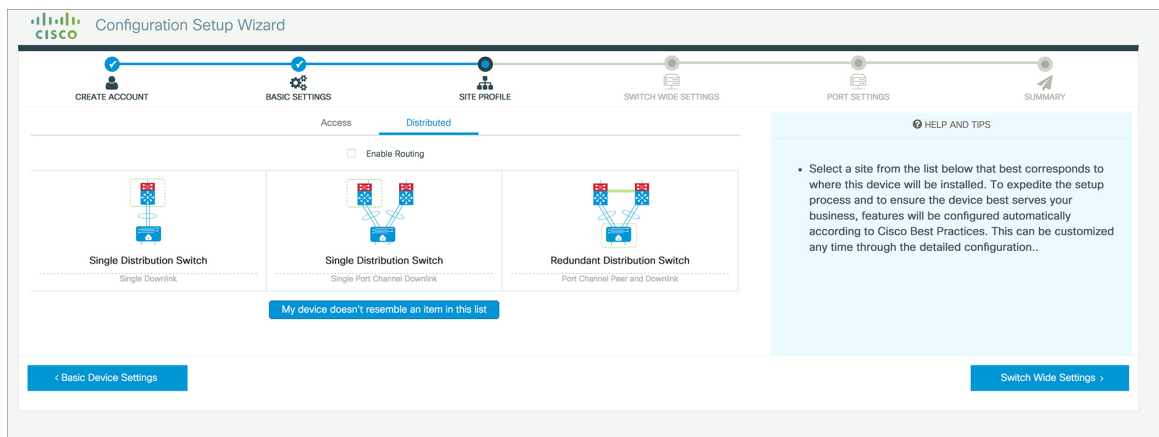 CISCO
Configuration Setup Wizard
CREATE ACCOUNT
BASIC SETTINGS
SITE PROFILE
SWITCH WIDE SETTINGS
PORT SETTINGS
SUMMARY
Access
Distributed
Enable Routing
Single Distribution Switch
Single Downlink
Single Distribution Switch
Single Port Channel Downlink
Redundant Distribution Switch
Port Channel Peer and Downlink
My device doesn't resemble an item in this list
HELP AND TIPS
• Select a site from the list below that best corresponds to
where this device will be installed. To expedite the setup
process and to ensure the device best serves your
business, features will be configured automatically
according to Cisco Best Practices. This can be customized
any time through the detailed configuration..
‹ Basic Device Settings
Switch Wide Settings ›